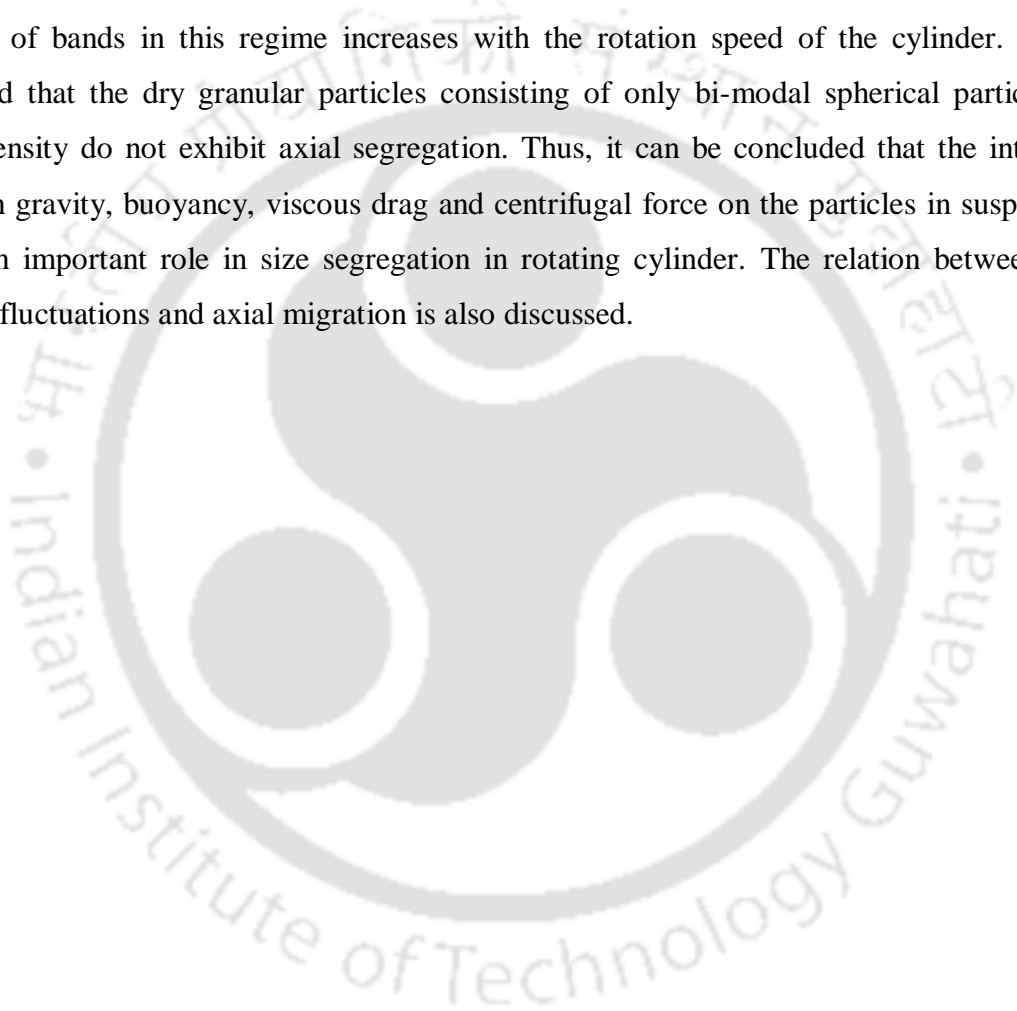 of bands in this regime increases with the rotation speed of the cylinder.
d that the dry granular particles consisting of only bi-modal spherical partic
ensity do not exhibit axial segregation. Thus, it can be concluded that the int
n gravity, buoyancy, viscous drag and centrifugal force on the particles in susp
n important role in size segregation in rotating cylinder. The relation betwee
fluctuations and axial migration is also discussed.
Indian Institute of Technology Guwahati